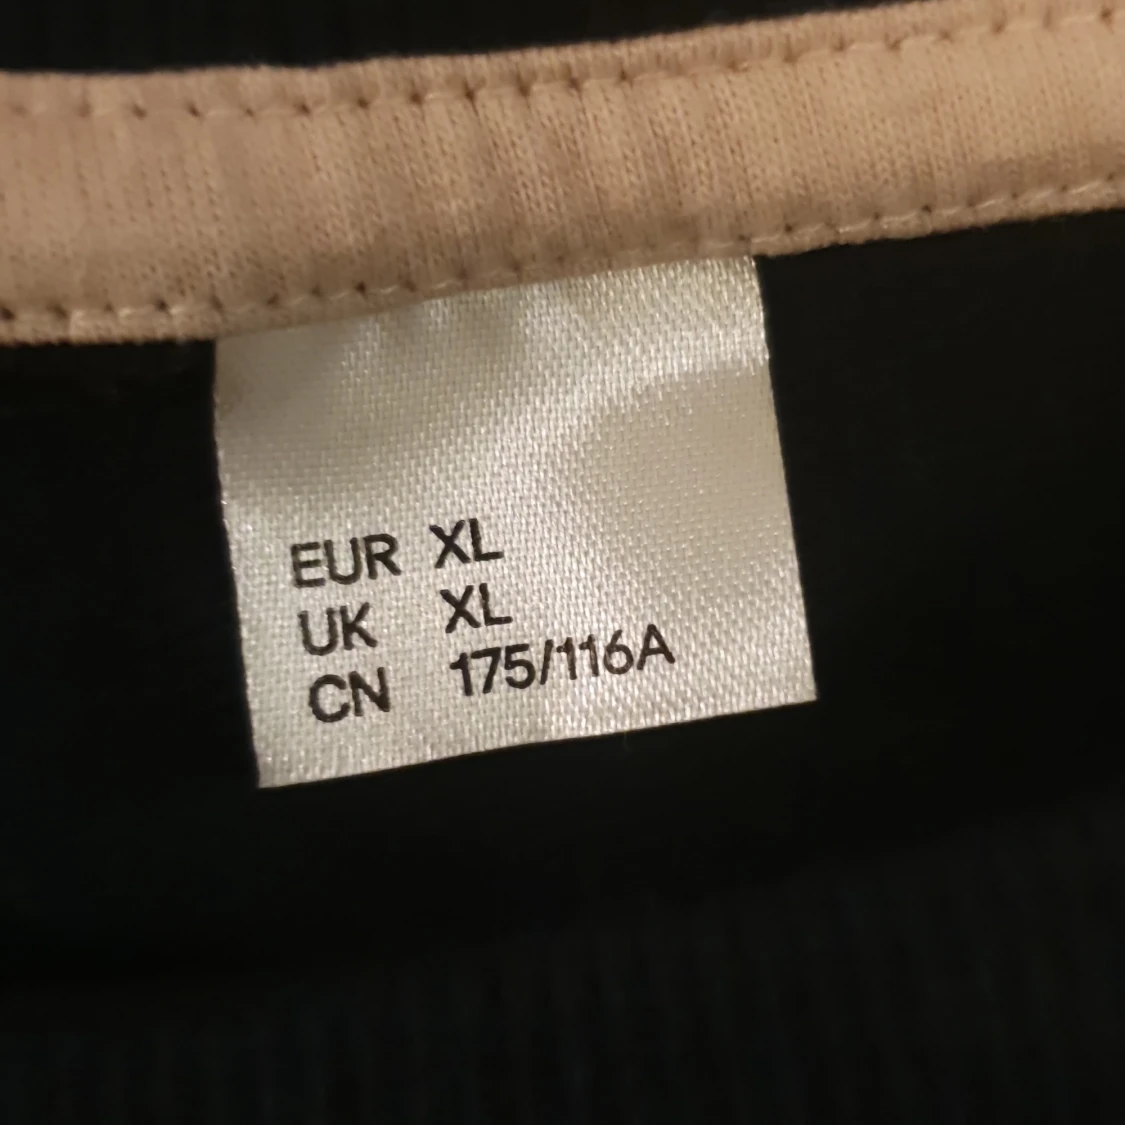 EUR XL
UK XL
CN 175/116A